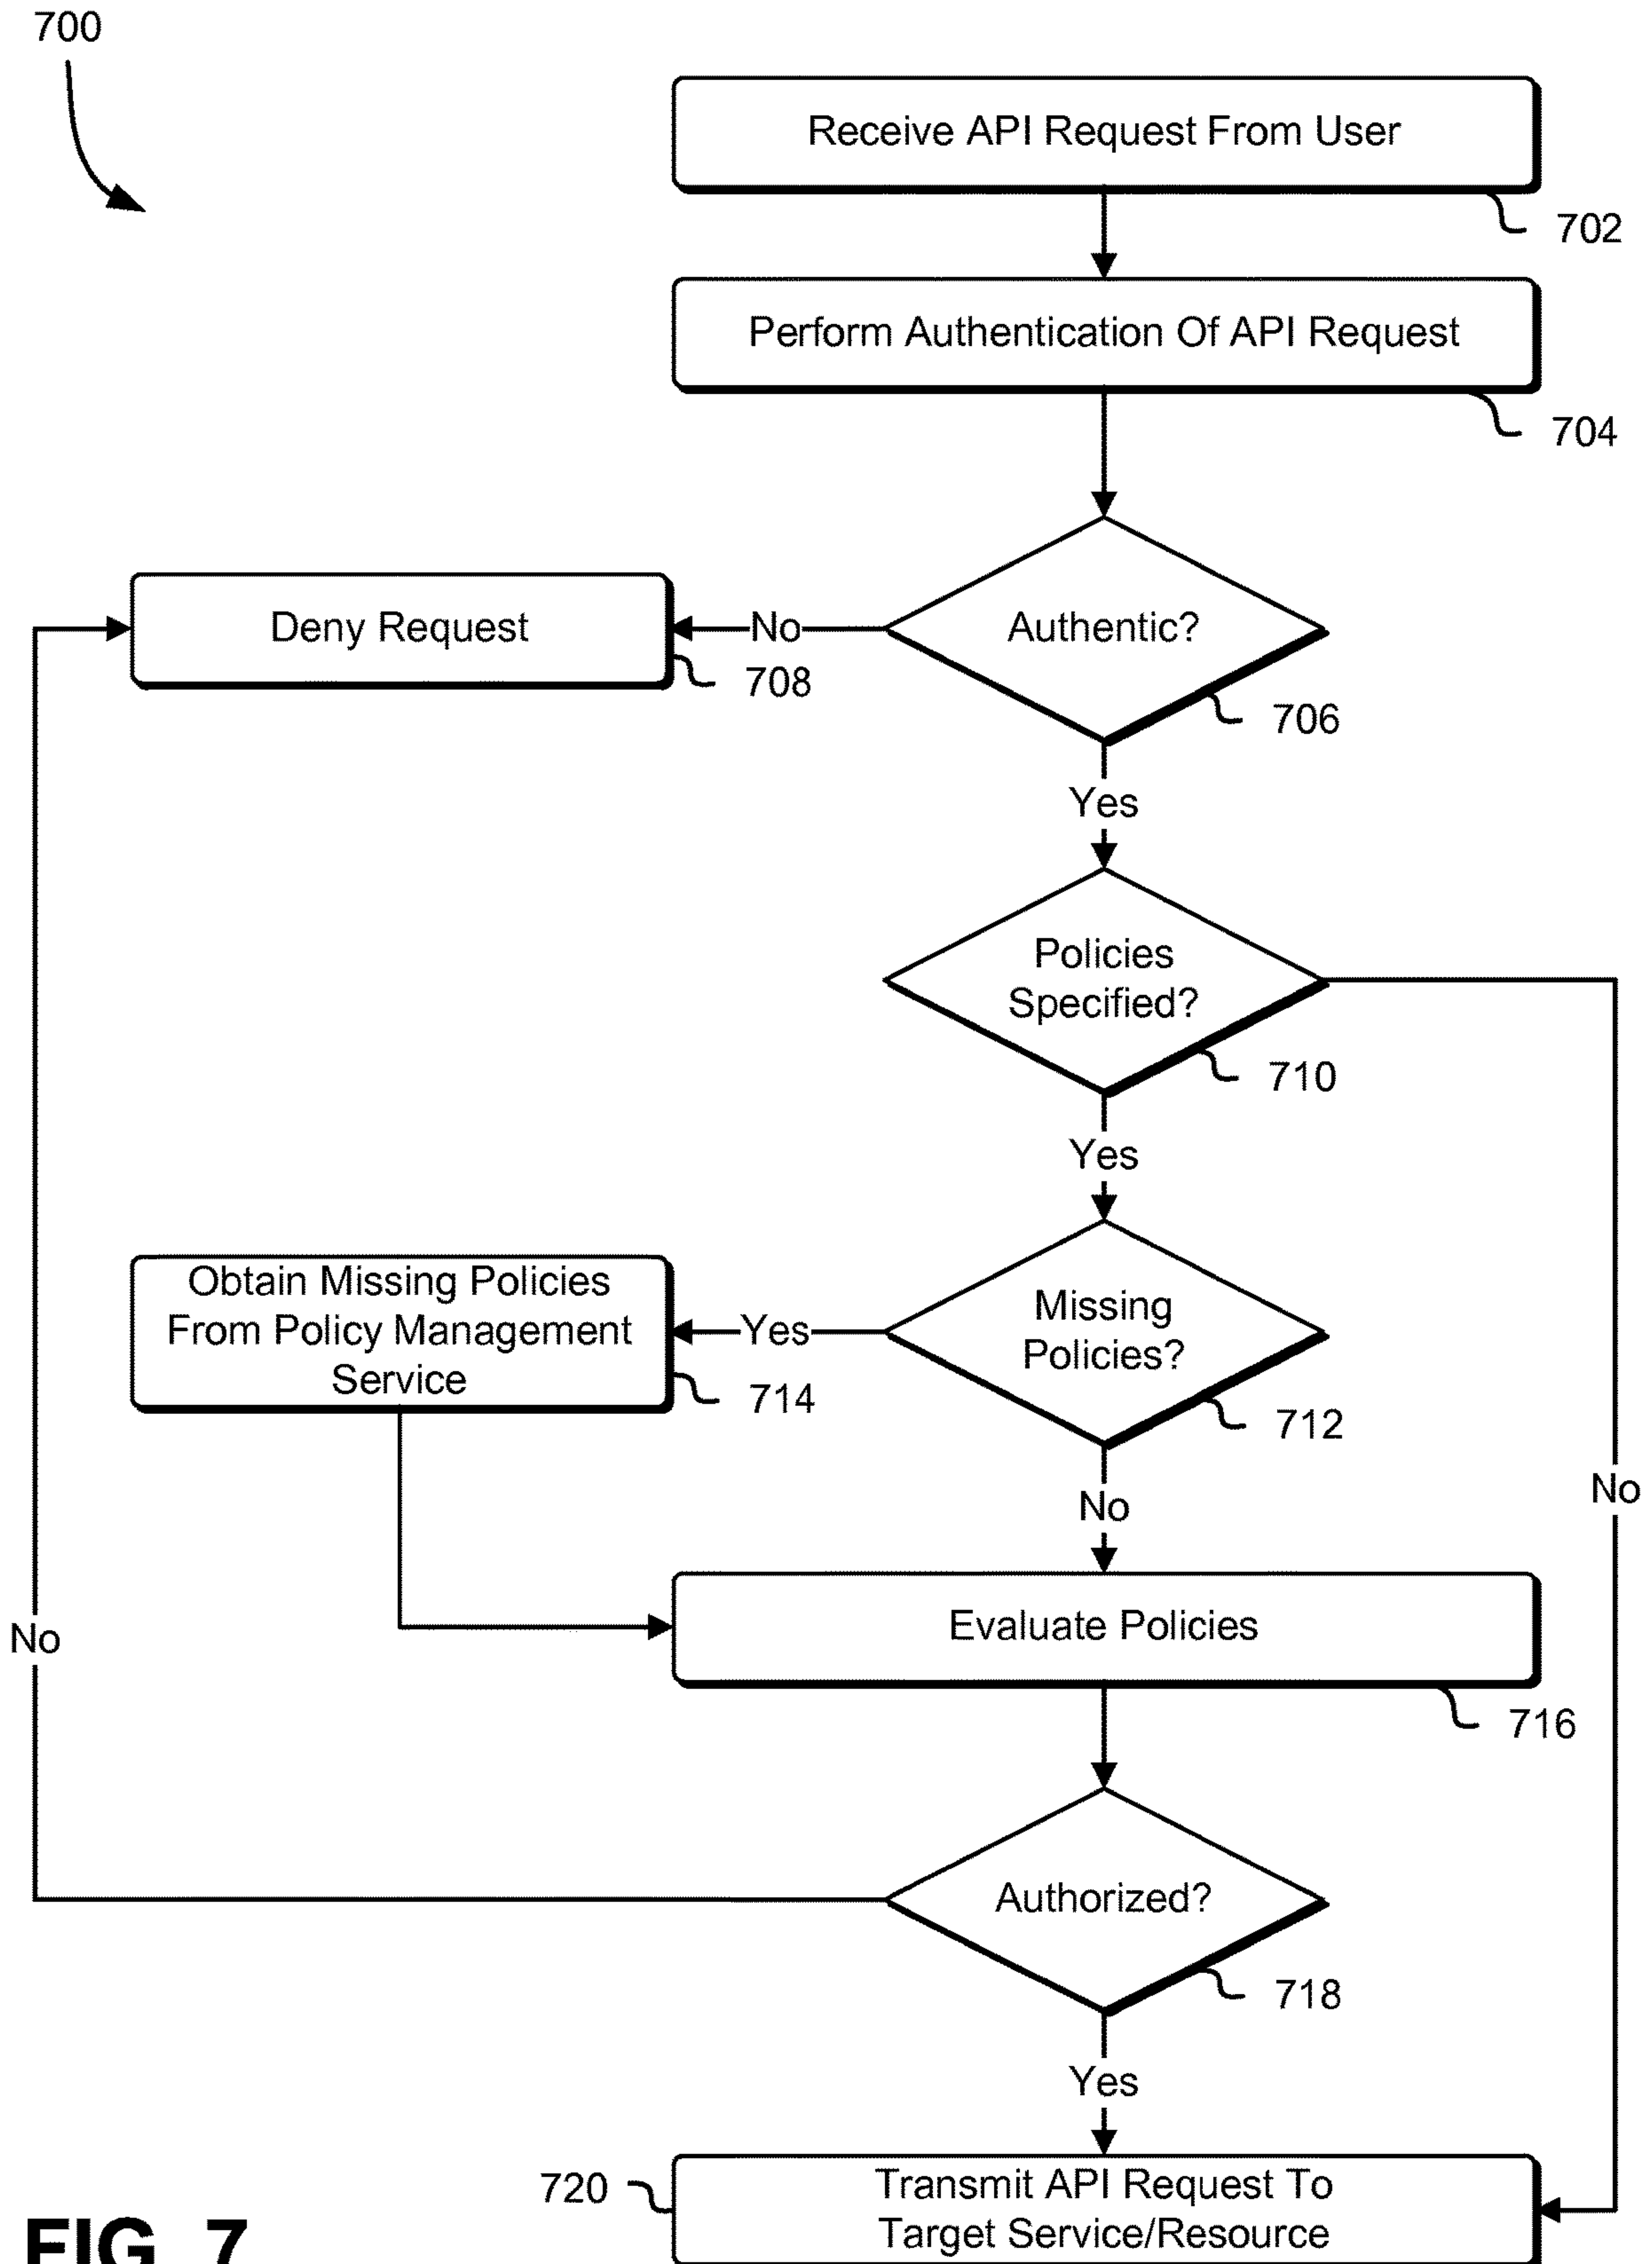 700
Receive API Request From User
702
Perform Authentication Of API Request
704
Authentic?
706
No
Deny Request
708
Yes
Policies
Specified?
710
Yes
Missing
Policies?
712
Yes
Obtain Missing Policies
From Policy Management
Service
714
No
No
No
Evaluate Policies
716
Authorized?
718
Yes
720
Transmit API Request To
Target Service/Resource
FIG. 7